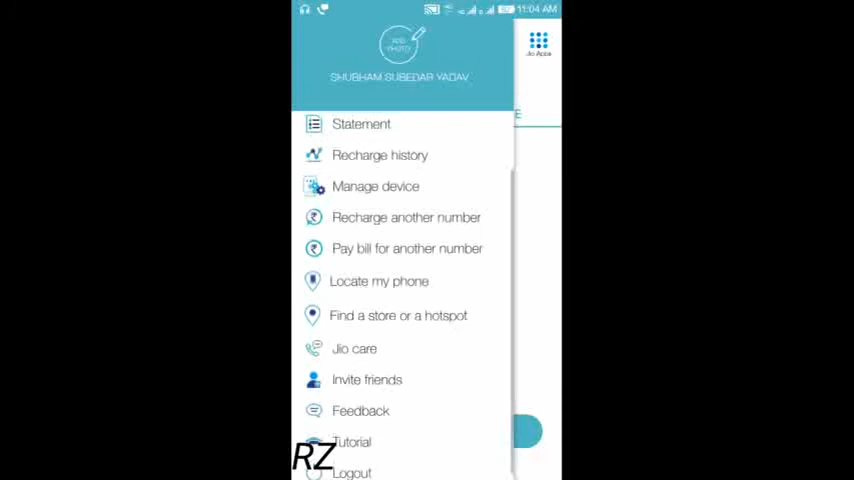 11:04 AM
ADD
PHOTO
SHUBHAM SUBEDAR YADAV
Jio Apps
E
Statement
Recharge history
Manage device
Recharge another number
Pay bill for another number
Locate my phone
Find a store or a hotspot
Jio care
Invite friends
Feedback
Tutorial
RZ
Logout